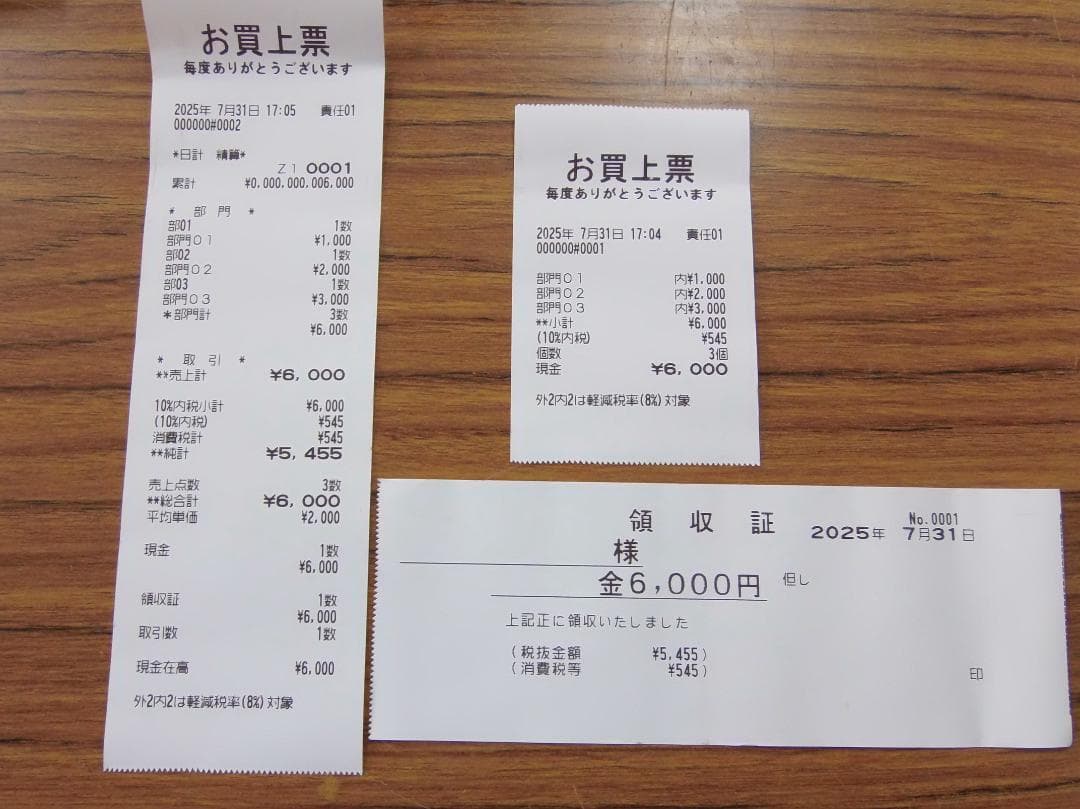 お買上票
毎度ありがとうございます
2025年 7月31日 17:05 責任01
000000#0002
*日計 精算*
Z1 0001
累計 ¥0,000,000,006,000
* 部門 *
部01 1数
部門01 ¥1,000
部02 1数
部門02 ¥2,000
部03 1数
部門03 ¥3,000
*部門計 3数
¥6,000
* 取引 *
**売上計 ¥6,000
10%内税小計 ¥6,000
(10%内税) ¥545
消費税計 ¥545
**純計 ¥5,455
売上点数 3数
**総合計 ¥6,000
平均単価 ¥2,000
現金 1数
¥6,000
領収証 1数
¥6,000
取引数 1数
現金在高 ¥6,000
外2内2は軽減税率(8%)対象
お買上票
毎度ありがとうございます
2025年 7月31日 17:04 責任01
000000#0001
部門01 内¥1,000
部門02 内¥2,000
部門03 内¥3,000
**小計 ¥6,000
(10%内税) ¥545
個数 3個
現金 ¥6,000
外2内2は軽減税率(8%)対象
領収証
No.0001
2025年 7月31日
様
金6,000円 但し
上記正に領収いたしました
(税抜金額 ¥5,455)
(消費税等 ¥545)
印